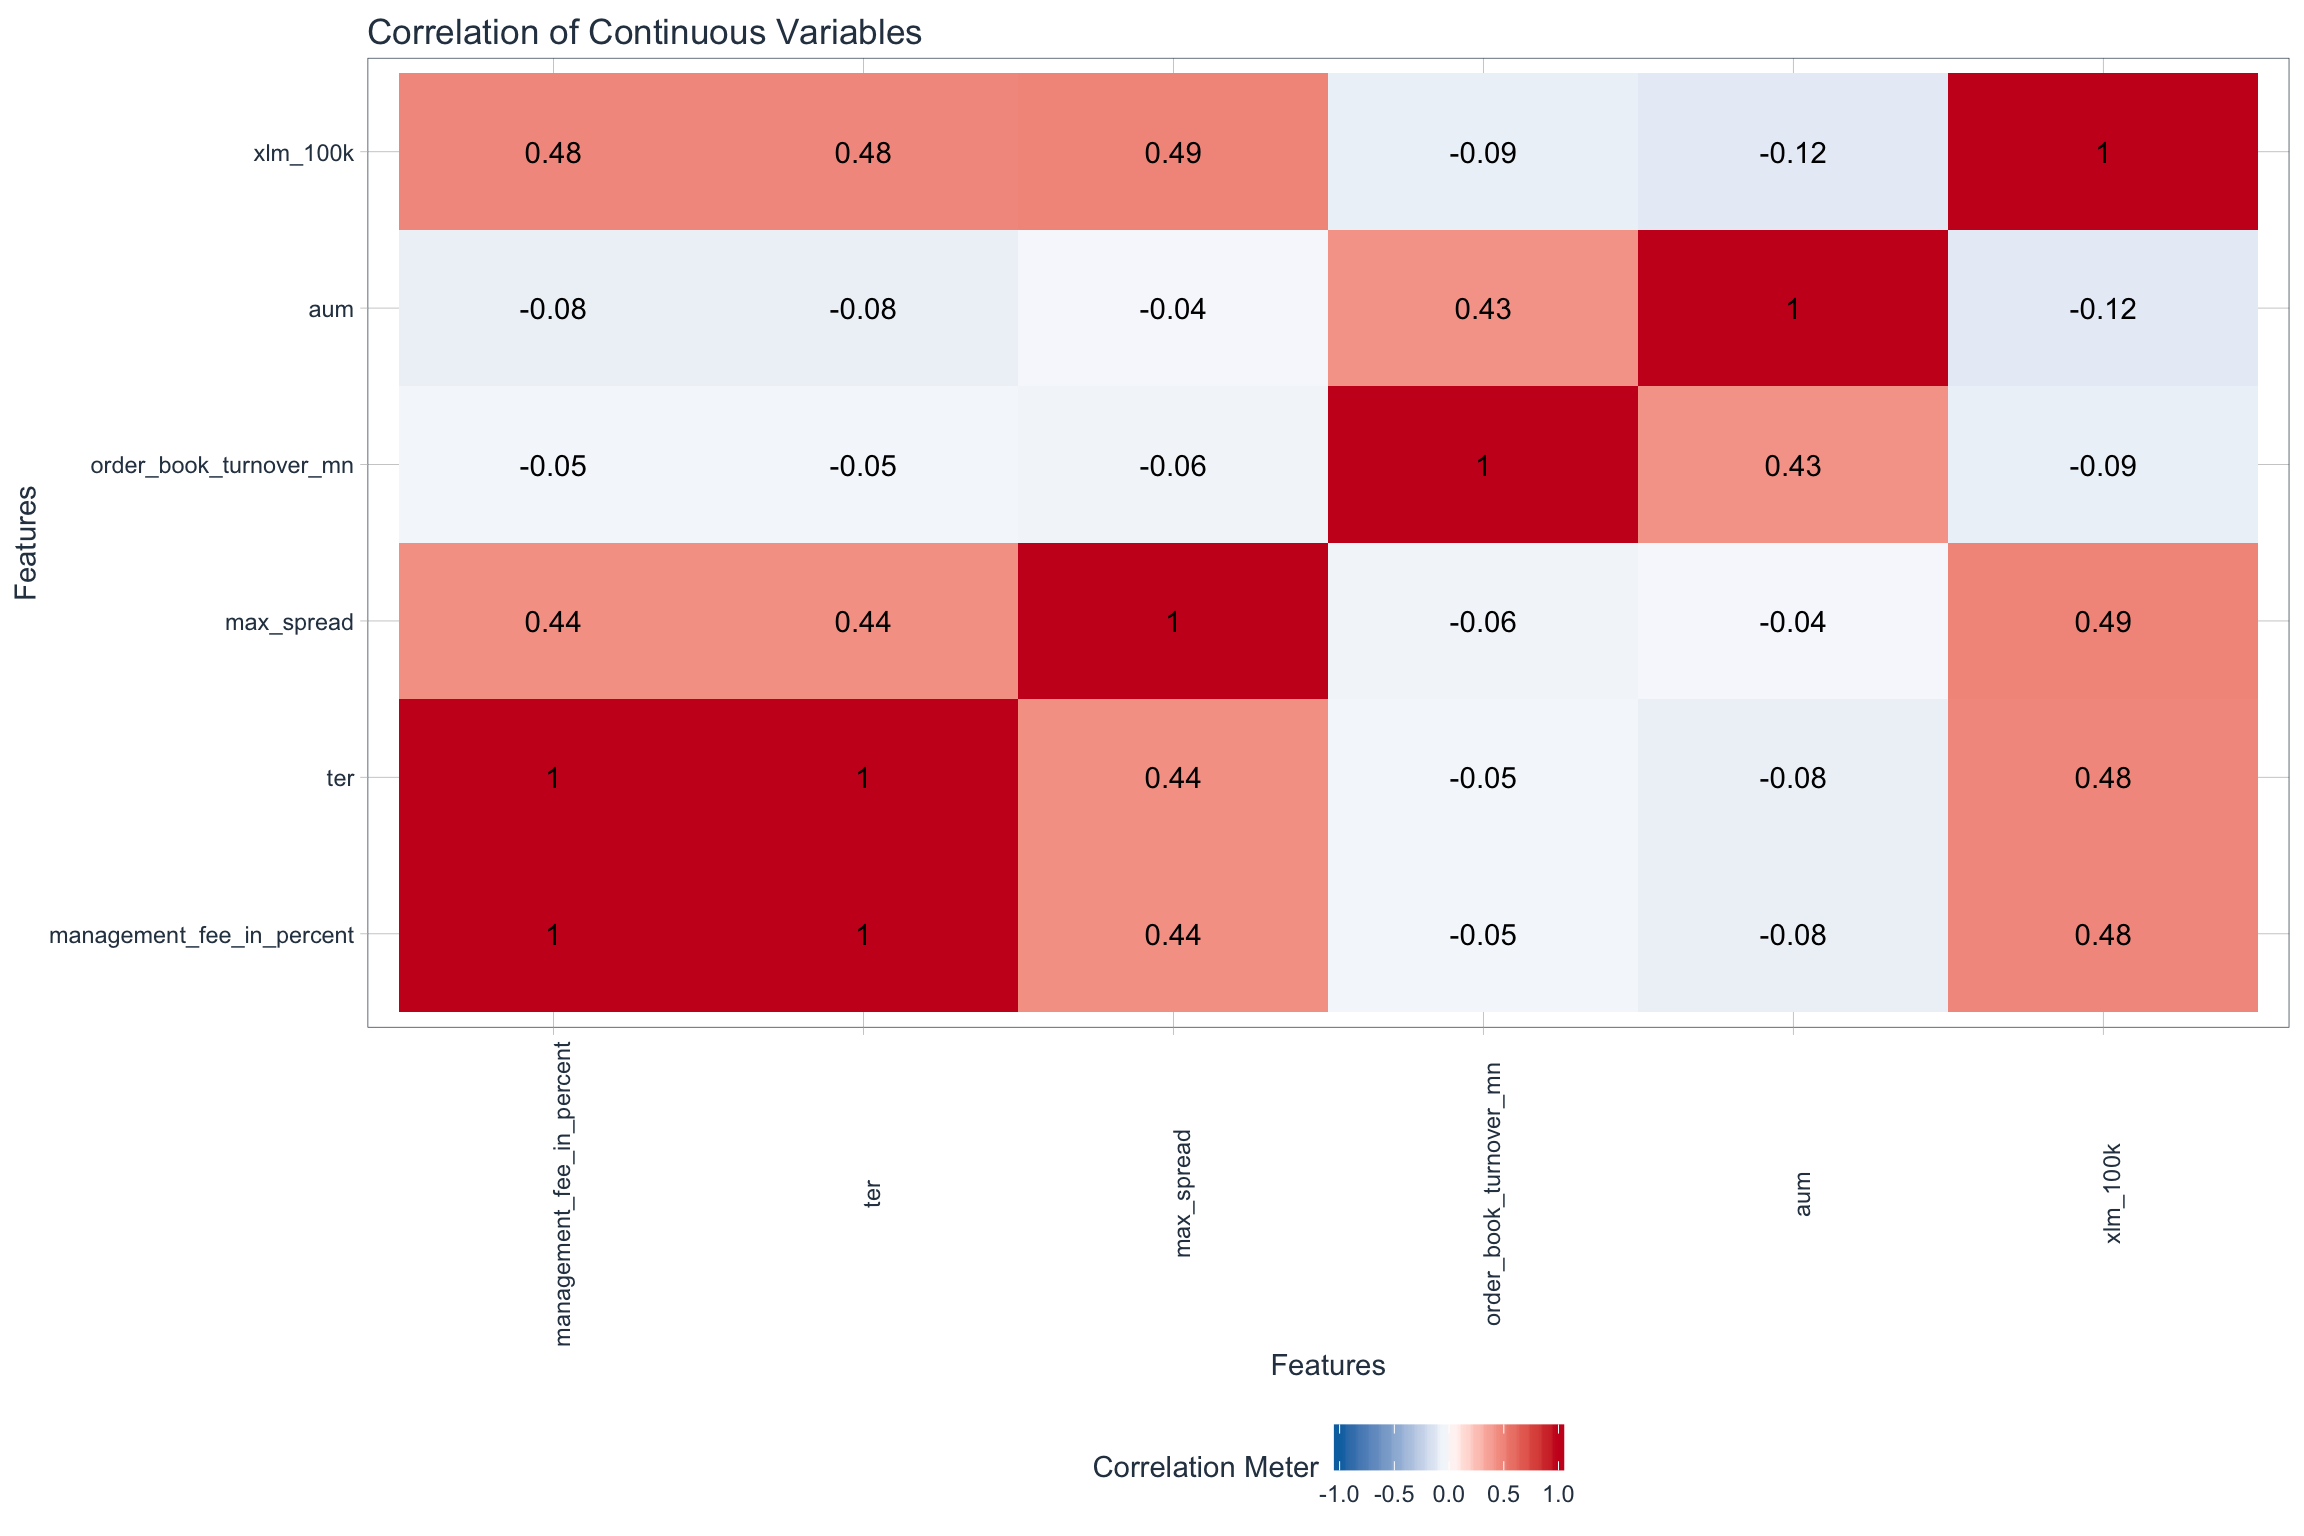 Correlation of Continuous Variables
Features
xlm_100k 0.48 0.48 0.49 -0.09 -0.12 1
aum -0.08 -0.08 -0.04 0.43 1 -0.12
order_book_turnover_mn -0.05 -0.05 -0.06 1 0.43 -0.09
max_spread 0.44 0.44 1 -0.06 -0.04 0.49
ter 1 1 0.44 -0.05 -0.08 0.48
management_fee_in_percent 1 1 0.44 -0.05 -0.08 0.48
management_fee_in_percent
ter
max_spread
order_book_turnover_mn
aum
xlm_100k
Features
Correlation Meter
-1.0 -0.5 0.0 0.5 1.0